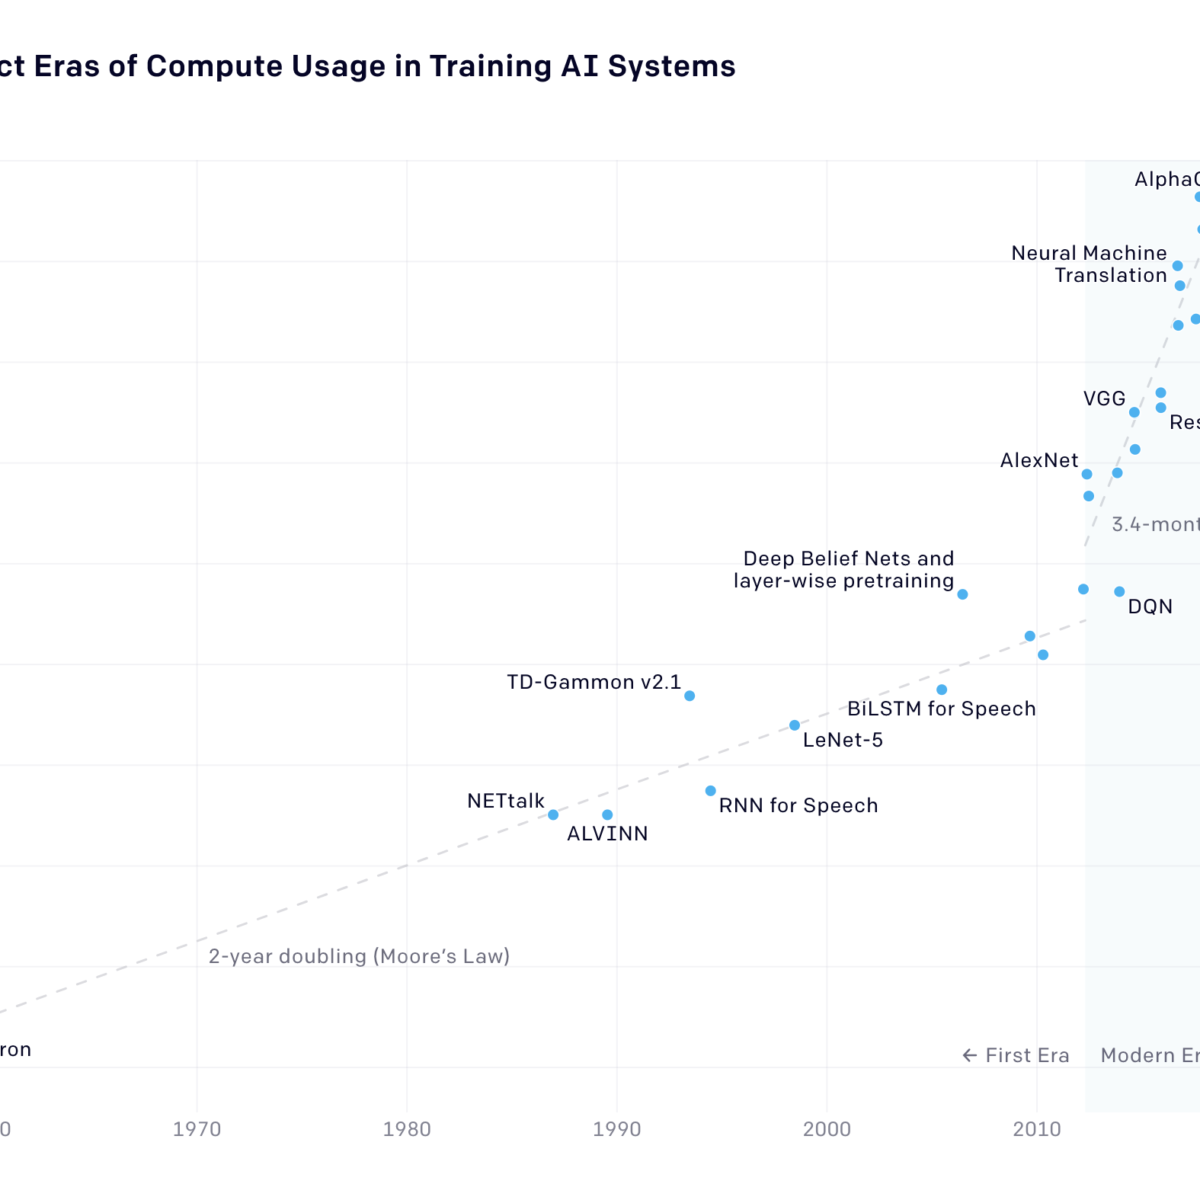 ct Eras of Compute Usage in Training AI Systems
AlphaG
Neural Machine
Translation
VGG
Res
AlexNet
3.4-mont
Deep Belief Nets and
layer-wise pretraining
DQN
TD-Gammon v2.1
BiLSTM for Speech
LeNet-5
NETtalk
RNN for Speech
ALVINN
2-year doubling (Moore’s Law)
ron
← First Era
Modern Er
0
1970
1980
1990
2000
2010